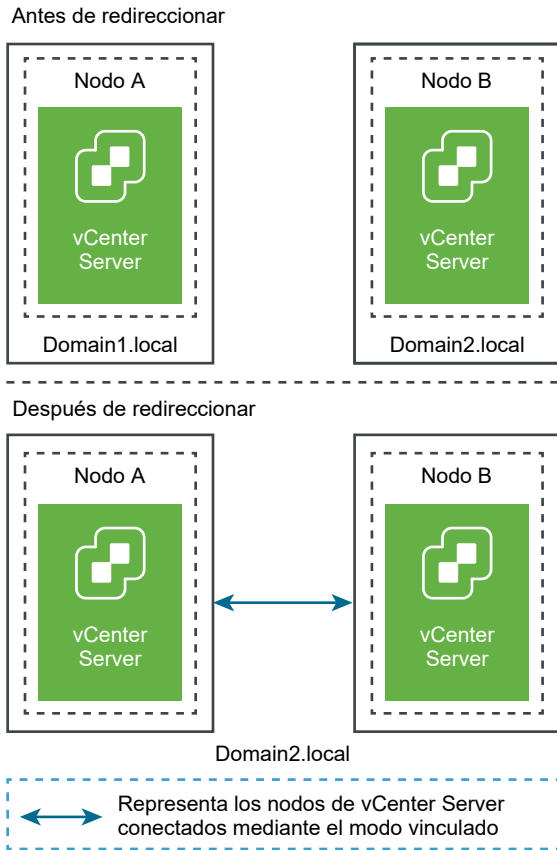 Antes de redireccionar
Nodo A
vCenter
Server
Domain1.local
Nodo B
vCenter
Server
Domain2.local
Después de redireccionar
Nodo A
vCenter
Server
Nodo B
vCenter
Server
Domain2.local
Representa los nodos de vCenter Server
conectados mediante el modo vinculado